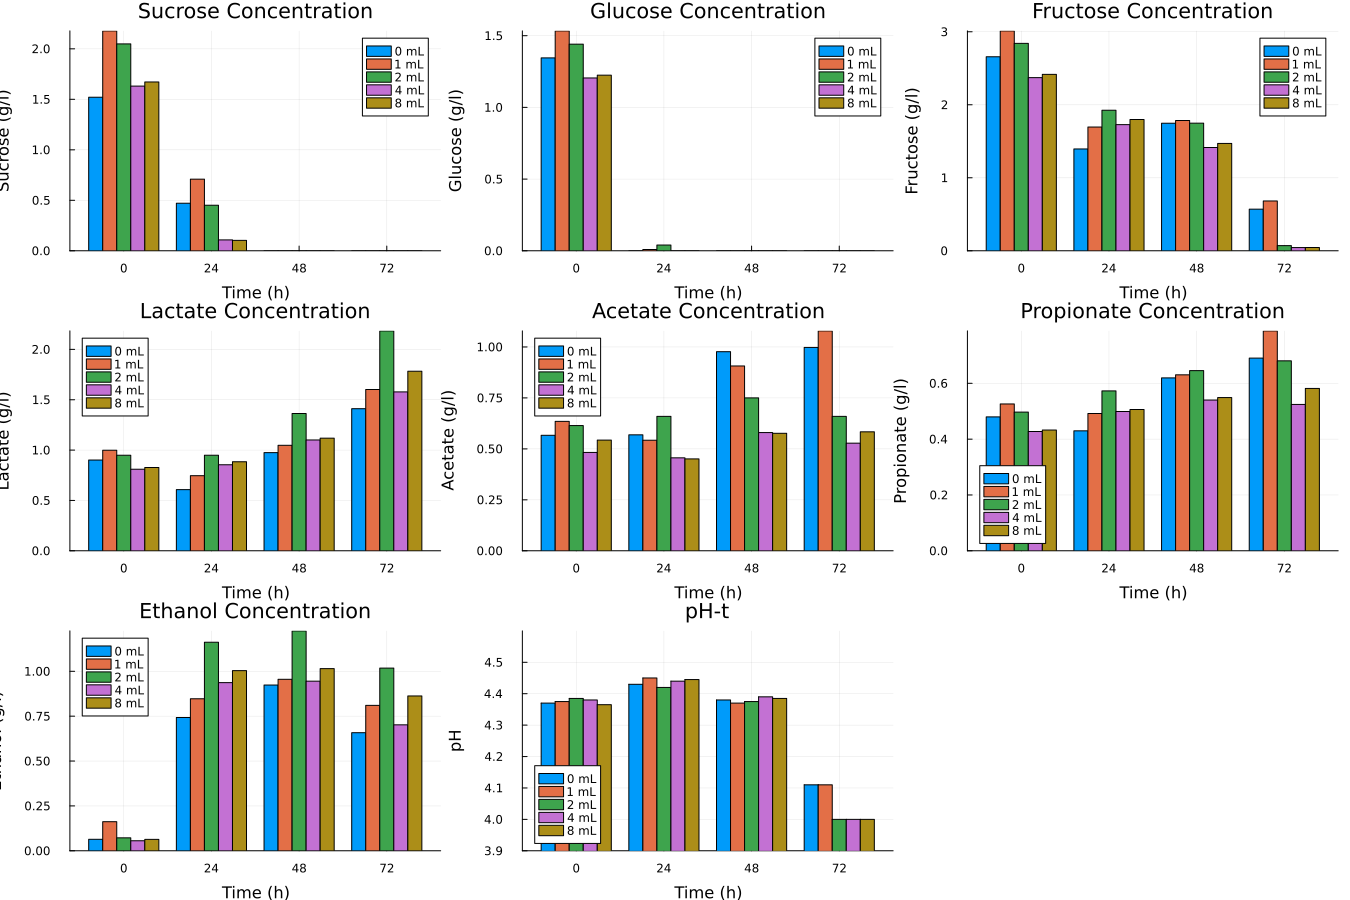 Sucrose Concentration
Sucrose (g/l)
2.0
1.5
1.0
0.5
0.0
0 mL
1 mL
2 mL
4 mL
8 mL
0 24 48 72
Time (h)
Glucose Concentration
Glucose (g/l)
1.5
1.0
0.5
0.0
0 mL
1 mL
2 mL
4 mL
8 mL
0 24 48 72
Time (h)
Fructose Concentration
Fructose (g/l)
3
2
1
0
0 mL
1 mL
2 mL
4 mL
8 mL
0 24 48 72
Time (h)
Lactate Concentration
Lactate (g/l)
2.0
1.5
1.0
0.5
0.0
0 mL
1 mL
2 mL
4 mL
8 mL
0 24 48 72
Time (h)
Acetate Concentration
Acetate (g/l)
1.00
0.75
0.50
0.25
0.00
0 mL
1 mL
2 mL
4 mL
8 mL
0 24 48 72
Time (h)
Propionate Concentration
Propionate (g/l)
0.6
0.4
0.2
0.0
0 mL
1 mL
2 mL
4 mL
8 mL
0 24 48 72
Time (h)
Ethanol Concentration
1.00
0.75
0.50
0.25
0.00
0 mL
1 mL
2 mL
4 mL
8 mL
0 24 48 72
Time (h)
pH-t
pH
4.5
4.4
4.3
4.2
4.1
4.0
3.9
0 mL
1 mL
2 mL
4 mL
8 mL
0 24 48 72
Time (h)